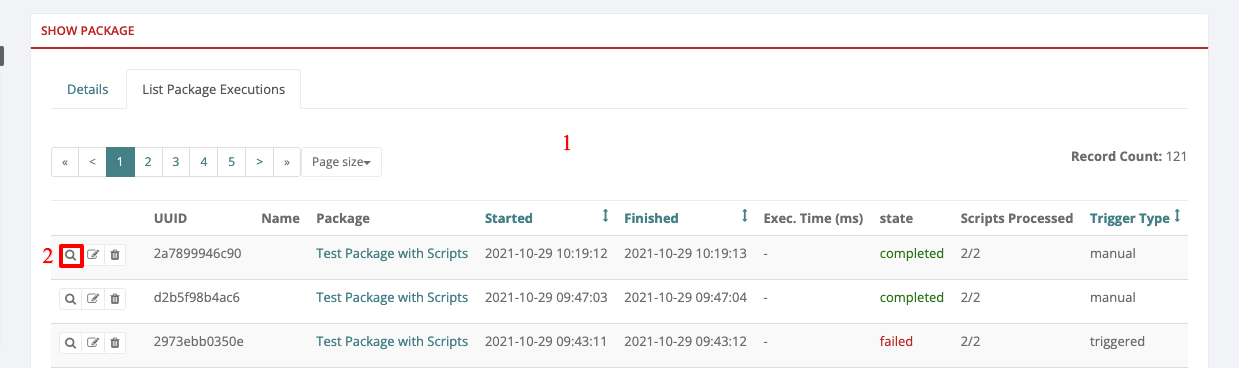 SHOW PACKAGE
Details List Package Executions
1
« < 1 2 3 4 5 > » Page size
Record Count: 121
UUID Name Package Started Finished Exec. Time (ms) state Scripts Processed Trigger Type
2 2a7899946c90 Test Package with Scripts 2021-10-29 10:19:12 2021-10-29 10:19:13 - completed 2/2 manual
d2b5f98b4ac6 Test Package with Scripts 2021-10-29 09:47:03 2021-10-29 09:47:04 - completed 2/2 manual
2973ebb0350e Test Package with Scripts 2021-10-29 09:43:11 2021-10-29 09:43:12 - failed 2/2 triggered